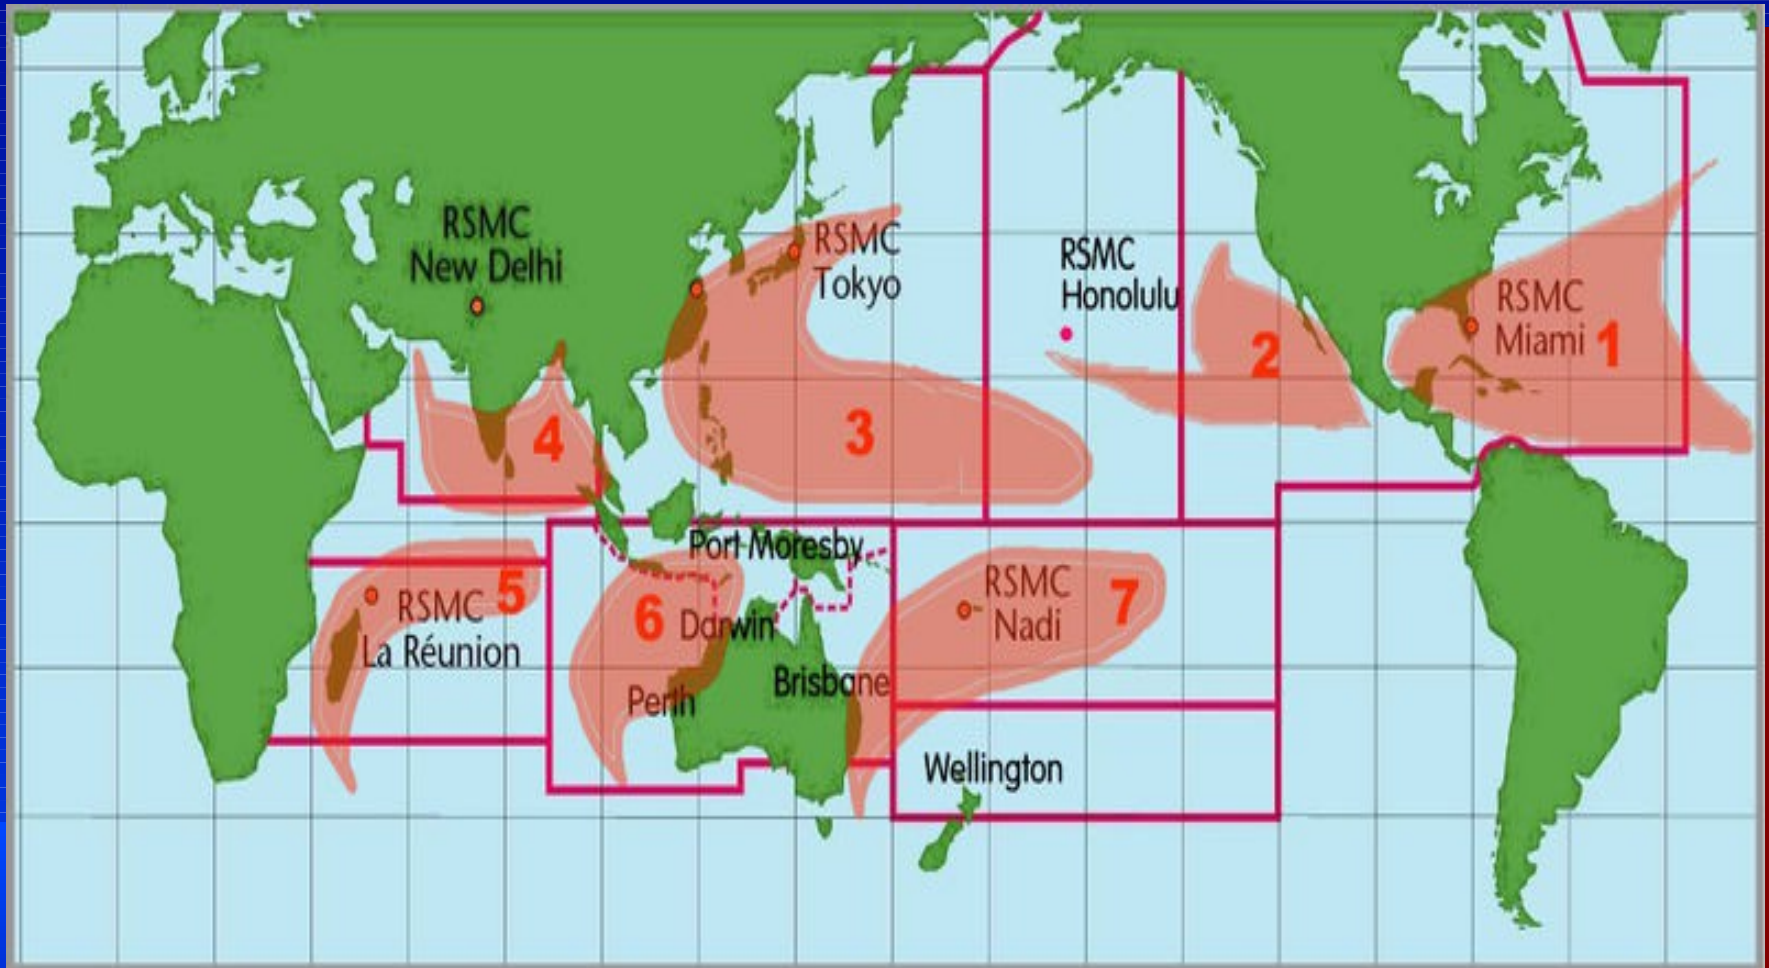 RSMC
New Delhi
RSMC
Tokyo
RSMC
Honolulu
RSMC
Miami
1
2
3
4
Port Moresby
5
RSMC
La Réunion
6
Darwin
Perth
Brisbane
RSMC
Nadi
7
Wellington